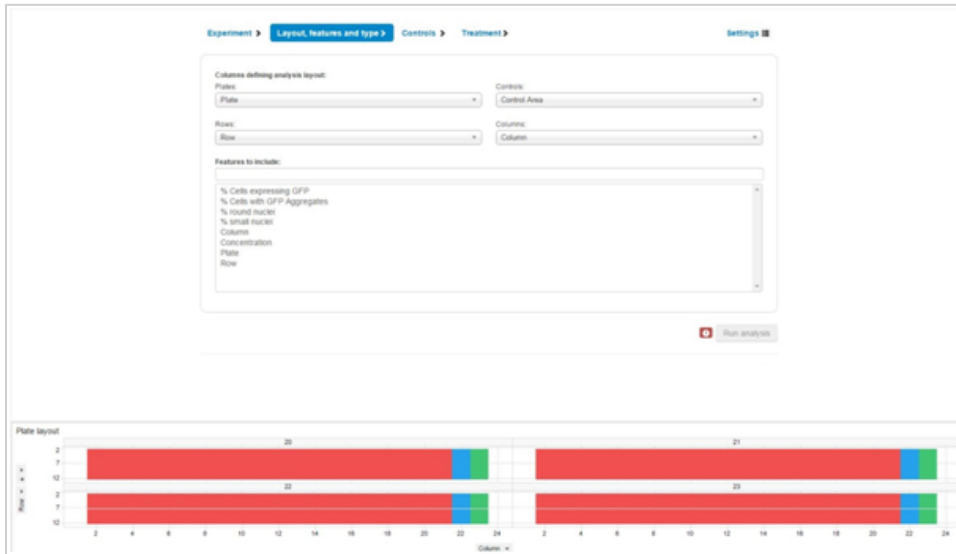 Experiment > Layout, features and type > Controls > Treatment > Settings
Columns defining analysis layout:
Plates: Controls:
Plate Control Area
Rows: Columns:
Row Column
Features to include:
% Cells expressing GFP
% Cells with GFP Aggregates
% round nuclei
% small nuclei
Column
Concentration
Plate
Row
Run analysis
Plate layout
20 21
2
7
12
22 23
2
7
12
Row
2 4 6 8 10 12 14 16 18 20 22 24 2 4 6 8 10 12 14 16 18 20 22 24
Column